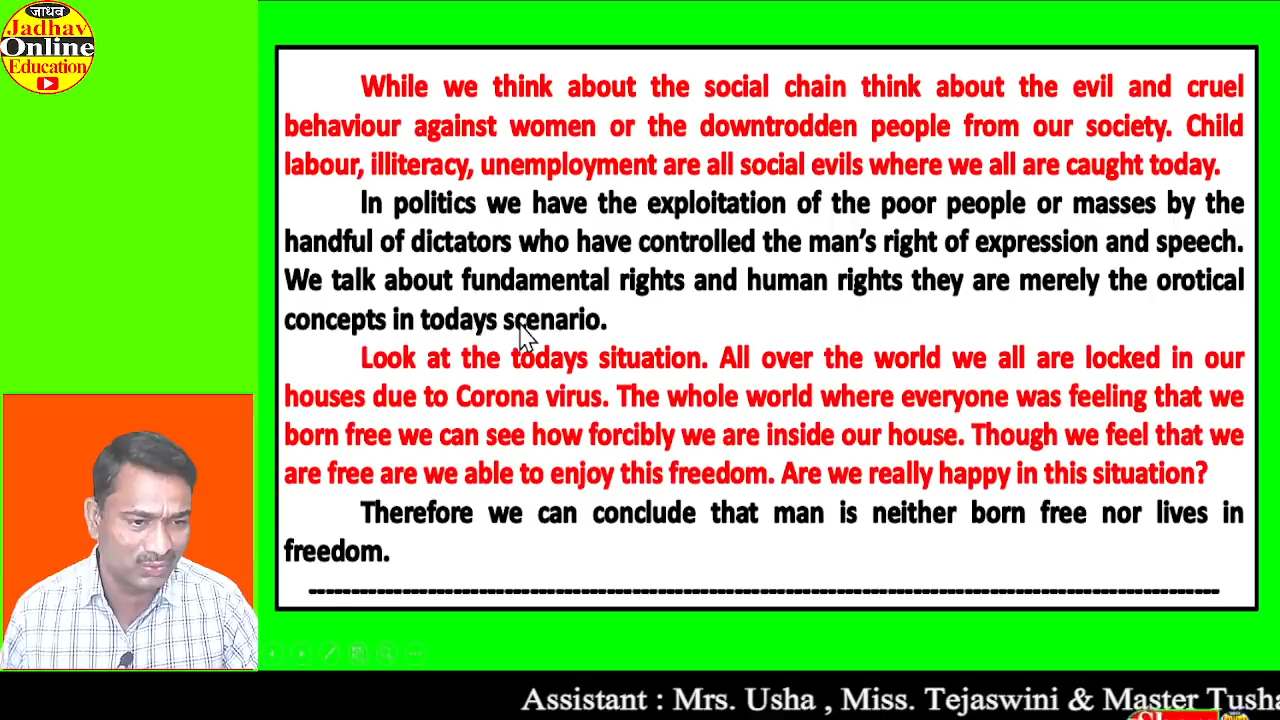 जाधव
Jadhav
Online
Education
While we think about the social chain think about the evil and cruel
behaviour against women or the downtrodden people from our society. Child
labour, illiteracy, unemployment are all social evils where we all are caught today.
In politics we have the exploitation of the poor people or masses by the
handful of dictators who have controlled the man's right of expression and speech.
We talk about fundamental rights and human rights they are merely the orotical
concepts in todays scenario.
Look at the todays situation. All over the world we all are locked in our
houses due to Corona virus. The whole world where everyone was feeling that we
born free we can see how forcibly we are inside our house. Though we feel that we
are free are we able to enjoy this freedom. Are we really happy in this situation?
Therefore we can conclude that man is neither born free nor lives in
freedom.
Assistant : Mrs. Usha , Miss. Tejaswini & Master Tusha